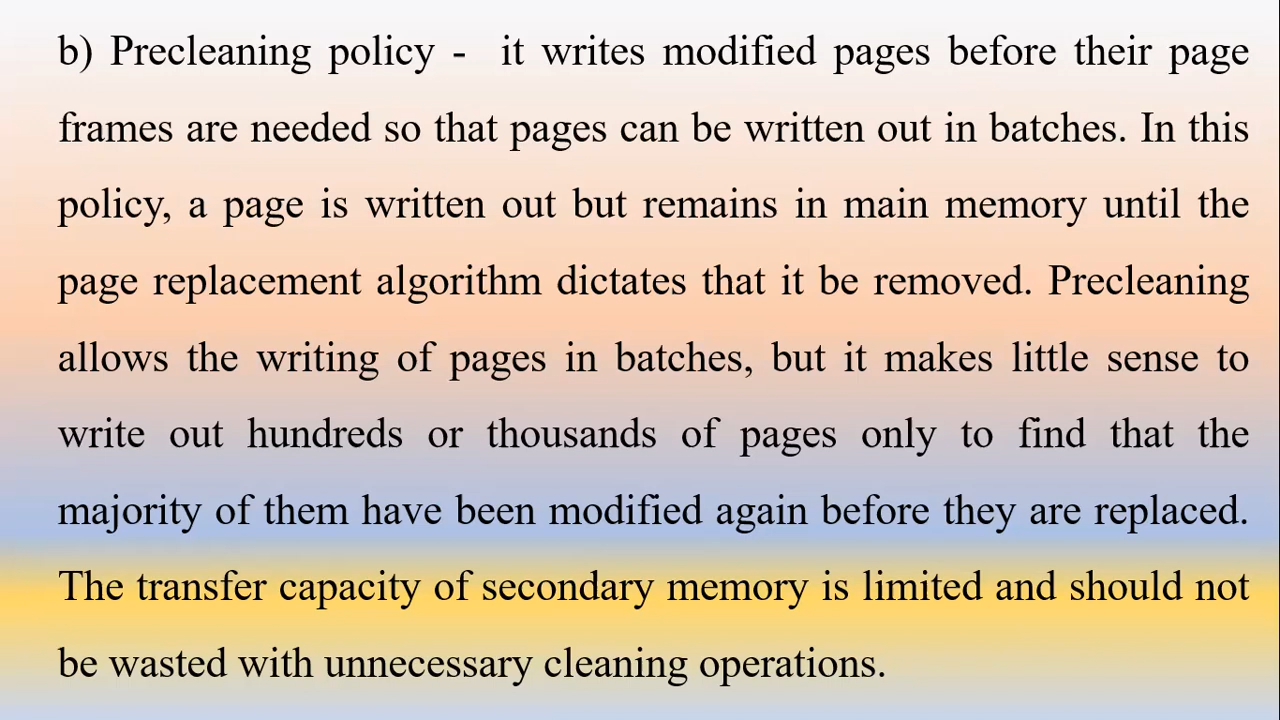 b) Precleaning policy - it writes modified pages before their page
frames are needed so that pages can be written out in batches. In this
policy, a page is written out but remains in main memory until the
page replacement algorithm dictates that it be removed. Precleaning
allows the writing of pages in batches, but it makes little sense to
write out hundreds or thousands of pages only to find that the
majority of them have been modified again before they are replaced.
The transfer capacity of secondary memory is limited and should not
be wasted with unnecessary cleaning operations.